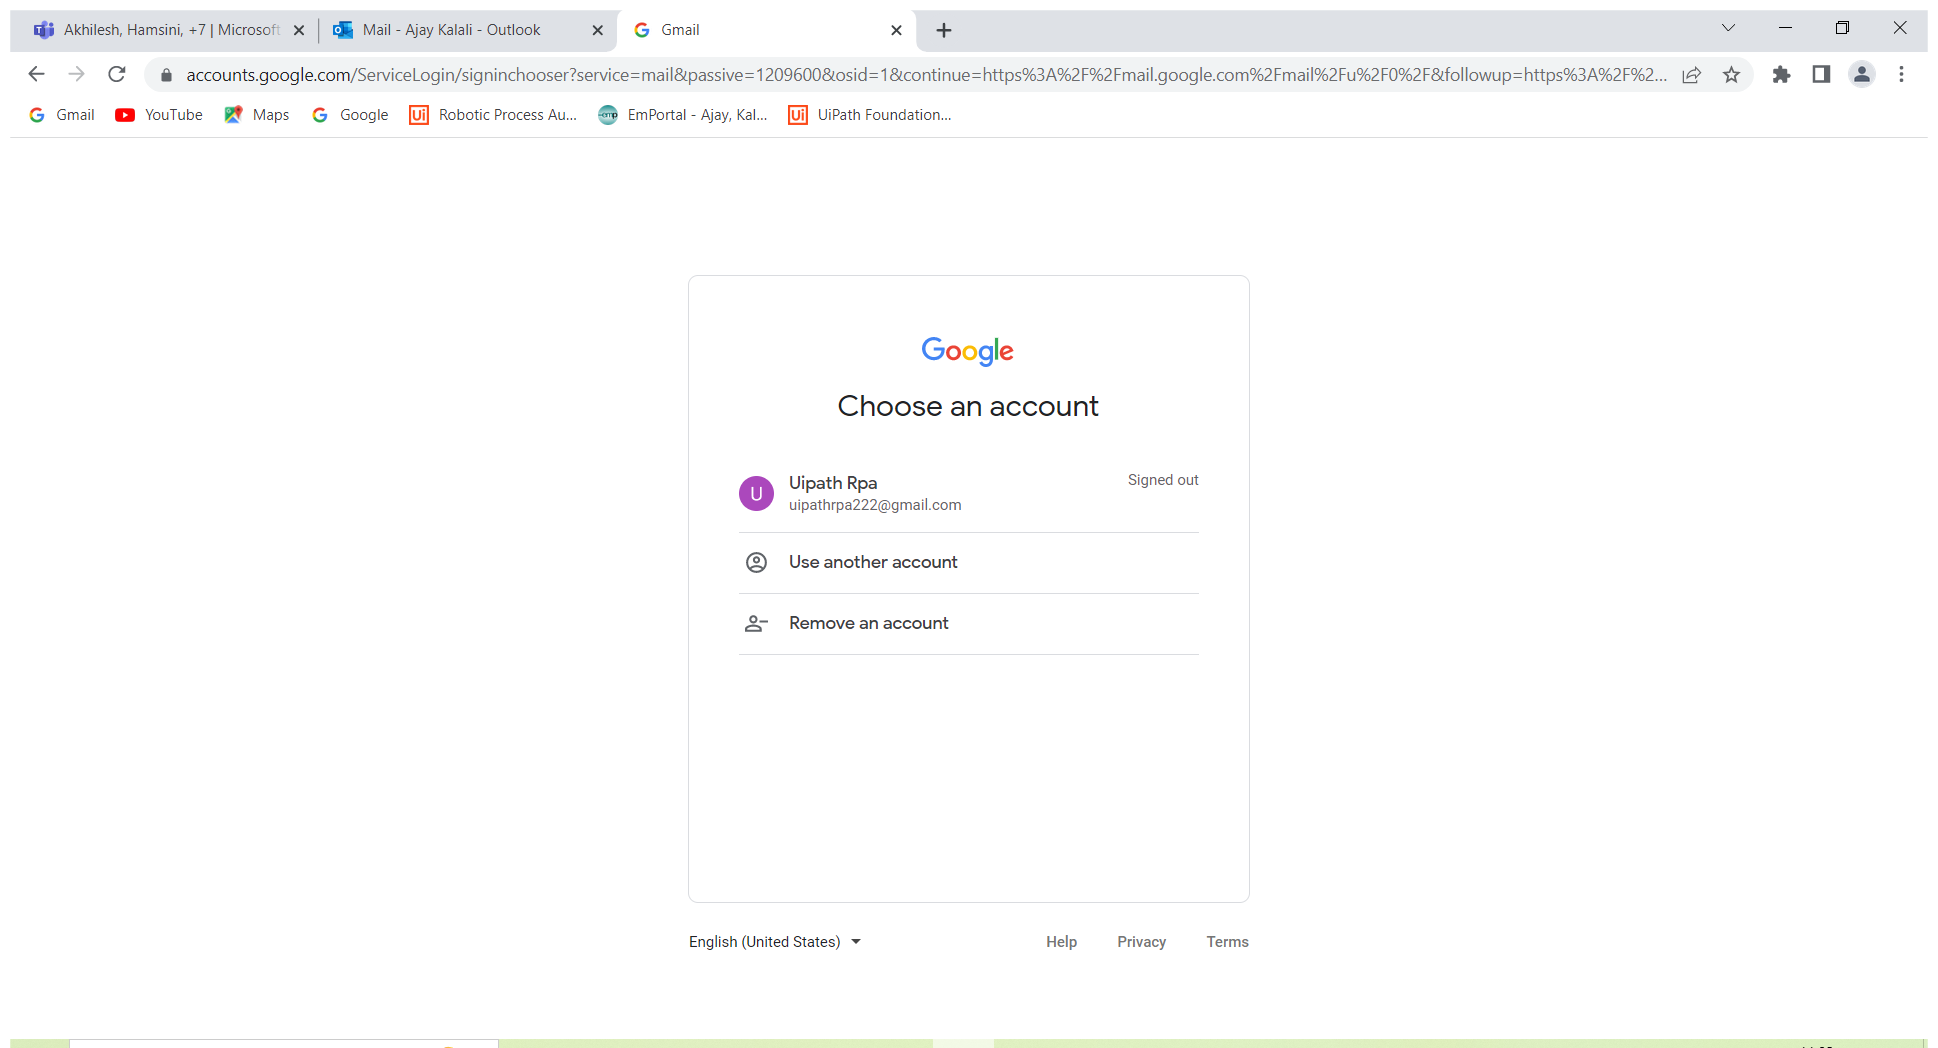 Akhilesh, Hamsini, +7 | Microsoft
Mail - Ajay Kalali - Outlook
Gmail
accounts.google.com/ServiceLogin/signinchooser?service=mail&passive=1209600&osid=1&continue=https%3A%2F%2Fmail.google.com%2Fmail%2Fu%2F0%2F&followup=https%3A%2F%2...
Gmail
YouTube
Maps
Google
Ui
Robotic Process Au...
emp
EmPortal - Ajay, Kal...
Ui
UiPath Foundation...
Google
Choose an account
U
Uipath Rpa
Signed out
uipathrpa222@gmail.com
Use another account
Remove an account
English (United States)
Help
Privacy
Terms